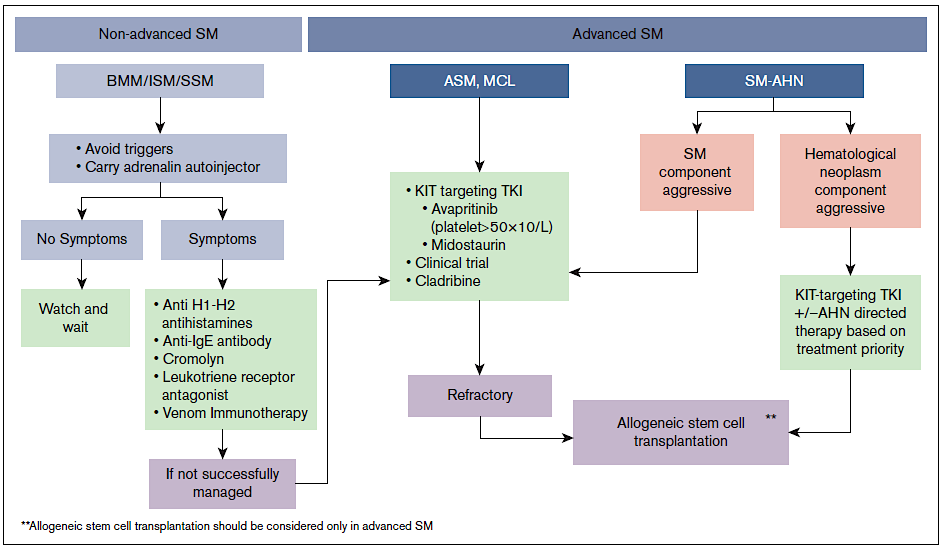 Non-advanced SM
Advanced SM
BMM/ISM/SSM
ASM, MCL
SM-AHN
• Avoid triggers
• Carry adrenalin autoinjector
No Symptoms
Symptoms
Watch and
wait
• Anti H1-H2
antihistamines
• Anti-IgE antibody
• Cromolyn
• Leukotriene receptor
antagonist
• Venom Immunotherapy
If not successfully
managed
• KIT targeting TKI
• Avapritinib
(platelet>50×10/L)
• Midostaurin
• Clinical trial
• Cladribine
SM
component
aggressive
Hematological
neoplasm
component
aggressive
KIT-targeting TKI
+/–AHN directed
therapy based on
treatment priority
Refractory
Allogeneic stem cell **
transplantation
**Allogeneic stem cell transplantation should be considered only in advanced SM